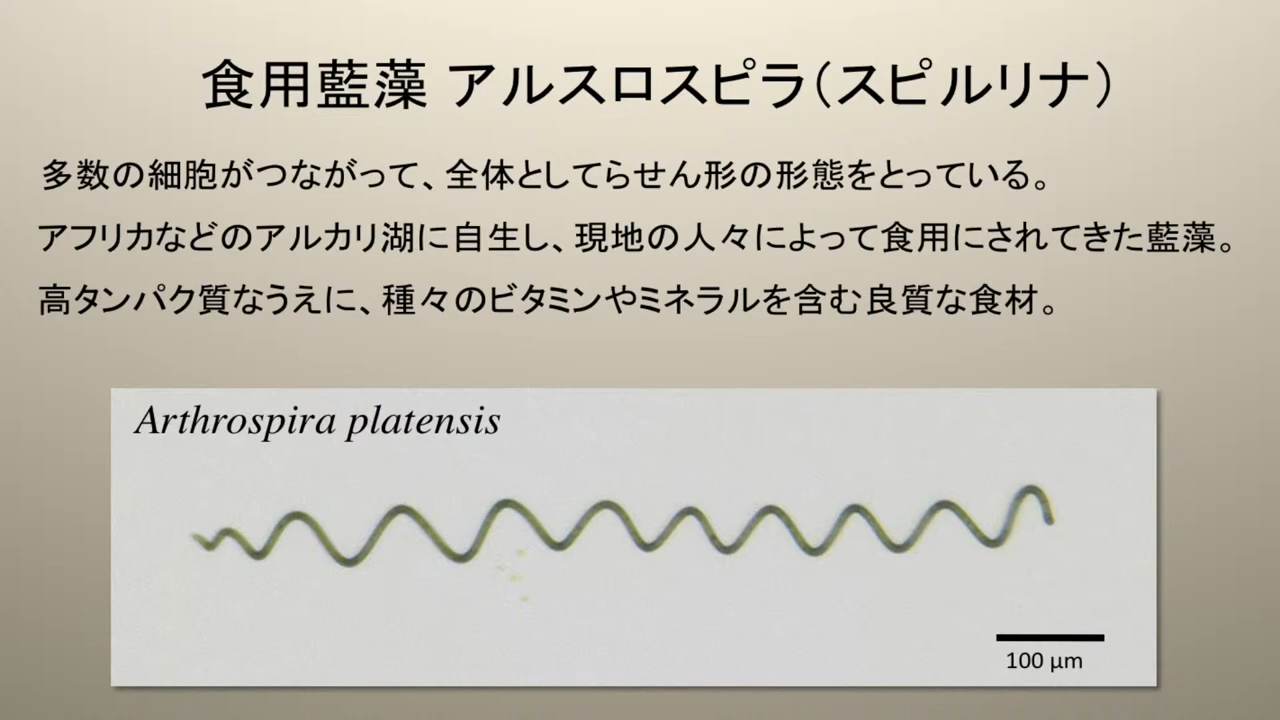 食用藍藻 アルスロスピラ（スピルリナ）
多数の細胞がつながって、全体としてらせん形の形態をとっている。
アフリカなどのアルカリ湖に自生し、現地の人々によって食用にされてきた藍藻。
高タンパク質なうえに、種々のビタミンやミネラルを含む良質な食材。
Arthrospira platensis
100 μm